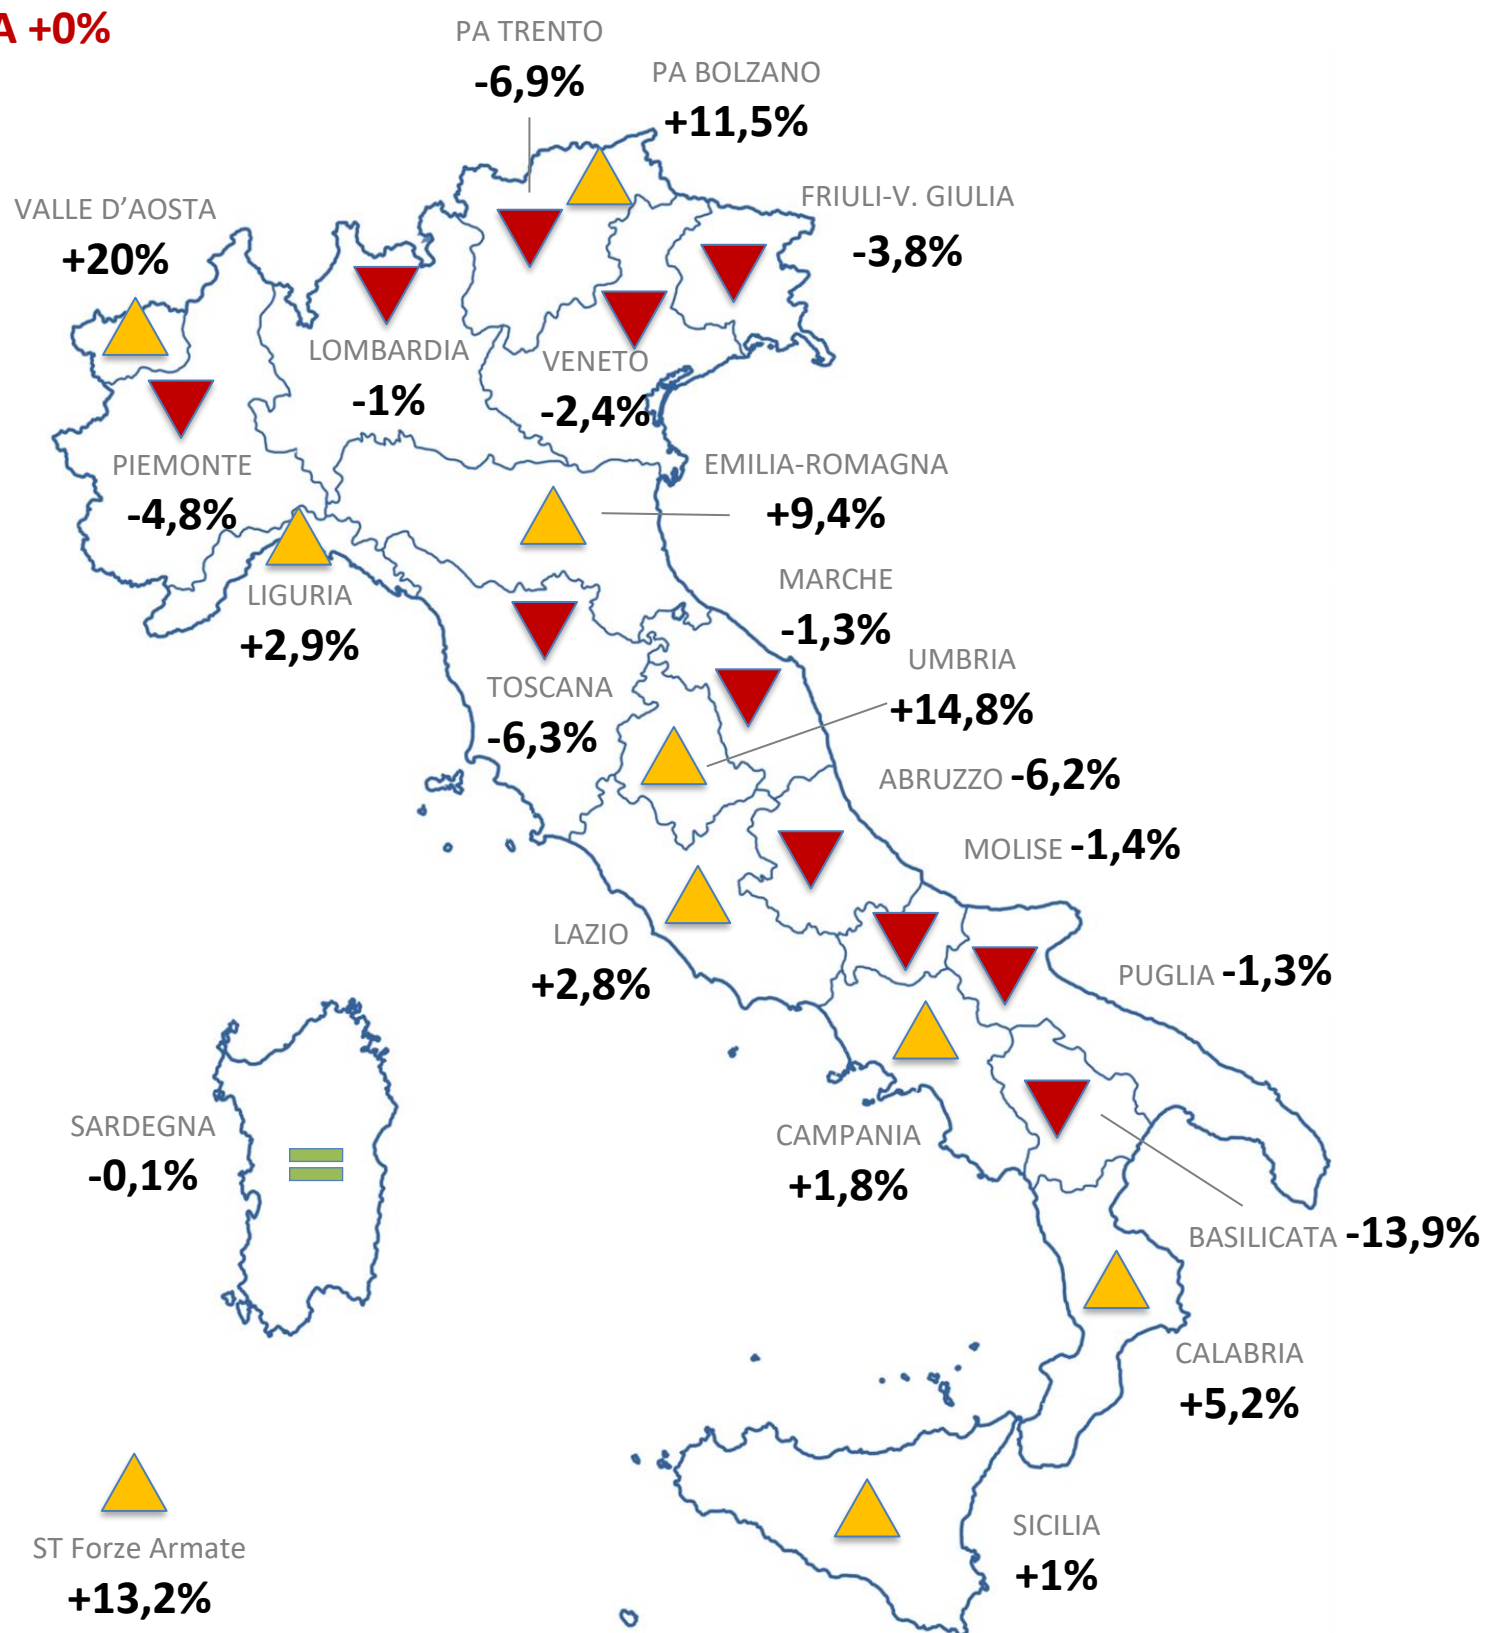 A +0%
PA TRENTO
-6,9%
PA BOLZANO
+11,5%
VALLE D’AOSTA
+20%
FRIULI-V. GIULIA
-3,8%
LOMBARDIA
-1%
VENETO
-2,4%
PIEMONTE
-4,8%
EMILIA-ROMAGNA
+9,4%
LIGURIA
+2,9%
MARCHE
-1,3%
UMBRIA
+14,8%
TOSCANA
-6,3%
ABRUZZO -6,2%
MOLISE -1,4%
LAZIO
+2,8%
PUGLIA -1,3%
SARDEGNA
-0,1%
CAMPANIA
+1,8%
BASILICATA -13,9%
CALABRIA
+5,2%
ST Forze Armate
+13,2%
SICILIA
+1%